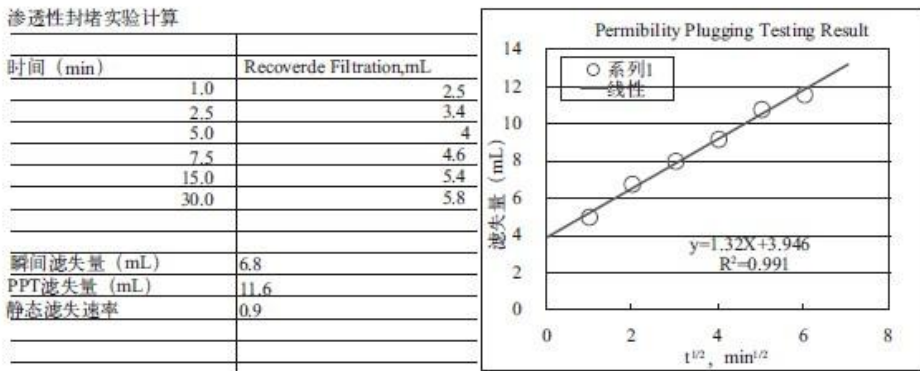 渗透性封堵实验计算
时间（min） Recoverde Filtration,mL
1.0 2.5
2.5 3.4
5.0 4
7.5 4.6
15.0 5.4
30.0 5.8
瞬间滤失量（mL） 6.8
PPT滤失量（mL） 11.6
静态滤失速率 0.9
Permibility Plugging Testing Result
系列1
线性
14
12
10
8
6
4
2
0
滤失量（mL）
y=1.32X+3.946
R²=0.991
0 2 4 6 8
t¹/², min¹/²